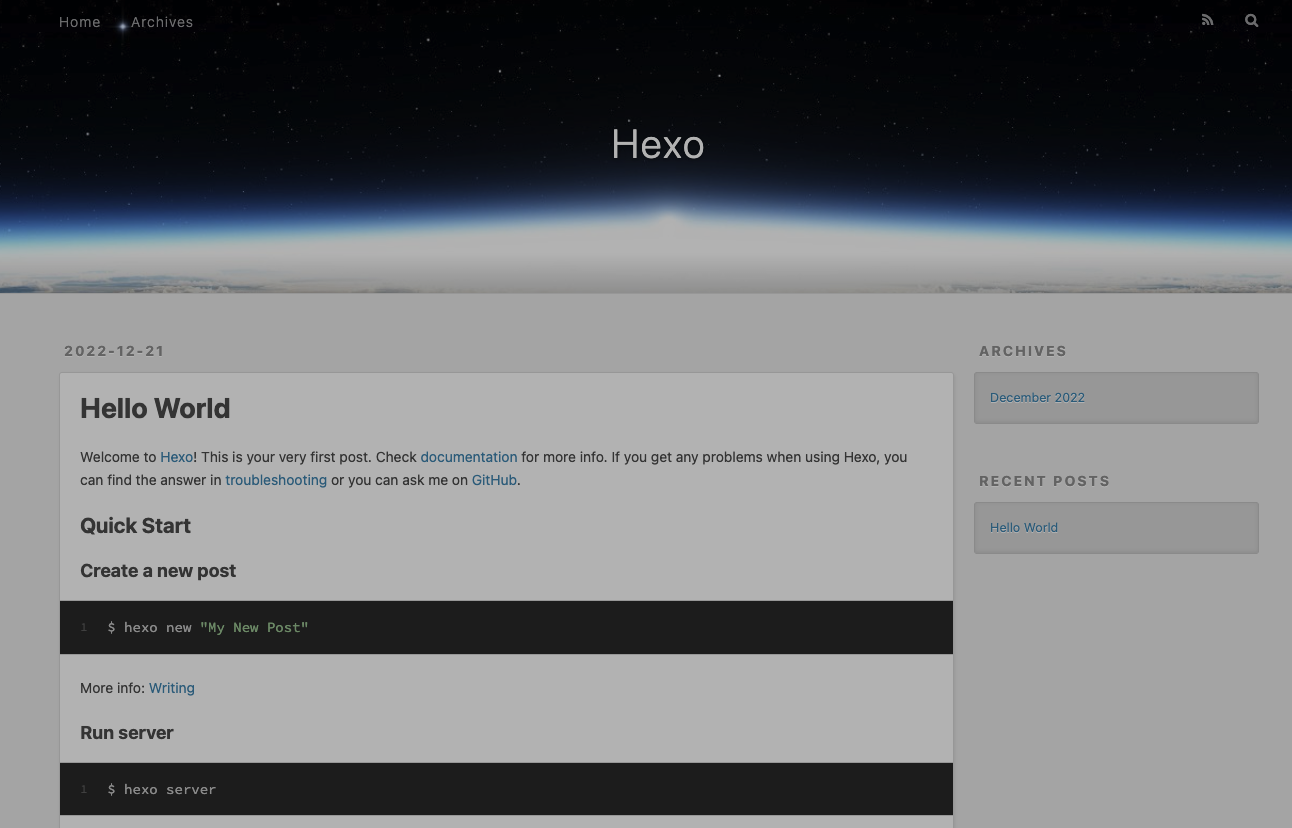 Home Archives
Hexo
2022-12-21
Hello World
Welcome to Hexo! This is your very first post. Check documentation for more info. If you get any problems when using Hexo, you
can find the answer in troubleshooting or you can ask me on GitHub.
Quick Start
Create a new post
1 $ hexo new "My New Post"
More info: Writing
Run server
1 $ hexo server
ARCHIVES
December 2022
RECENT POSTS
Hello World